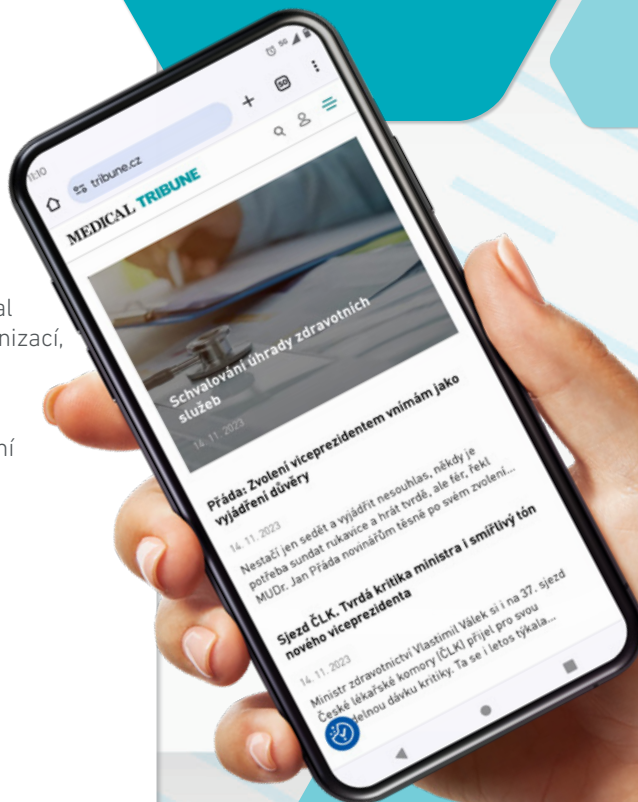 al
nizací,
ní
11:10
5G
tribune.cz
50
MEDICAL TRIBUNE
Schvalování úhrady zdravotních
služeb
14. 11. 2023
Přáda: Zvolení viceprezidentem vnímám jako
vyjádření důvěry
14. 11. 2023
Nestačí jen sedět a vyjádřit nesouhlas, někdy je
potřeba sundat rukavice a hrát tvrdě, ale fér, řekl
MUDr. Jan Přáda novinářům těsně po svém zvolení...
Sjezd ČLK. Tvrdá kritika ministra i smířlivý tón
nového viceprezidenta
14. 11. 2023
Ministr zdravotnictví Vlastimil Válek si i na 37. sjezd
České lékařské komory (ČLK) přijel pro svou
delnou dávku kritiky. Ta se i letos týkala...